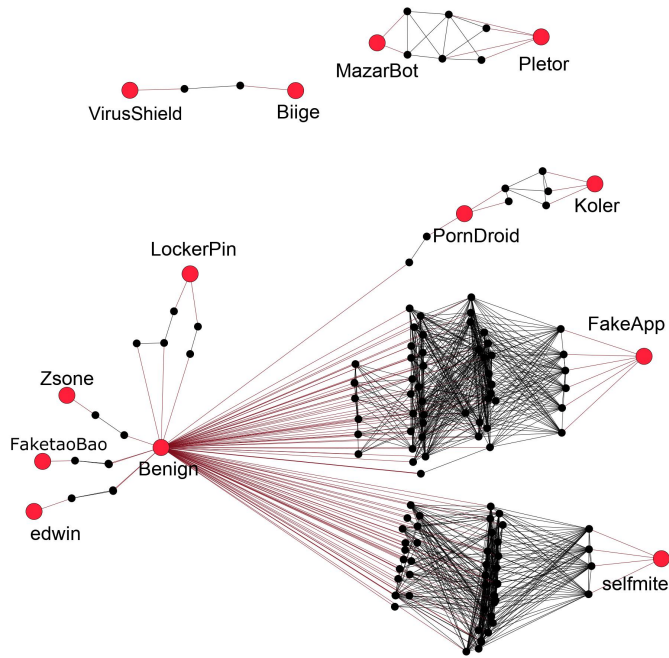 MazarBot
Pletor
VirusShield
Biige
Koler
PornDroid
LockerPin
FakeApp
Zsone
FaketaoBao
Benign
edwin
selfmite